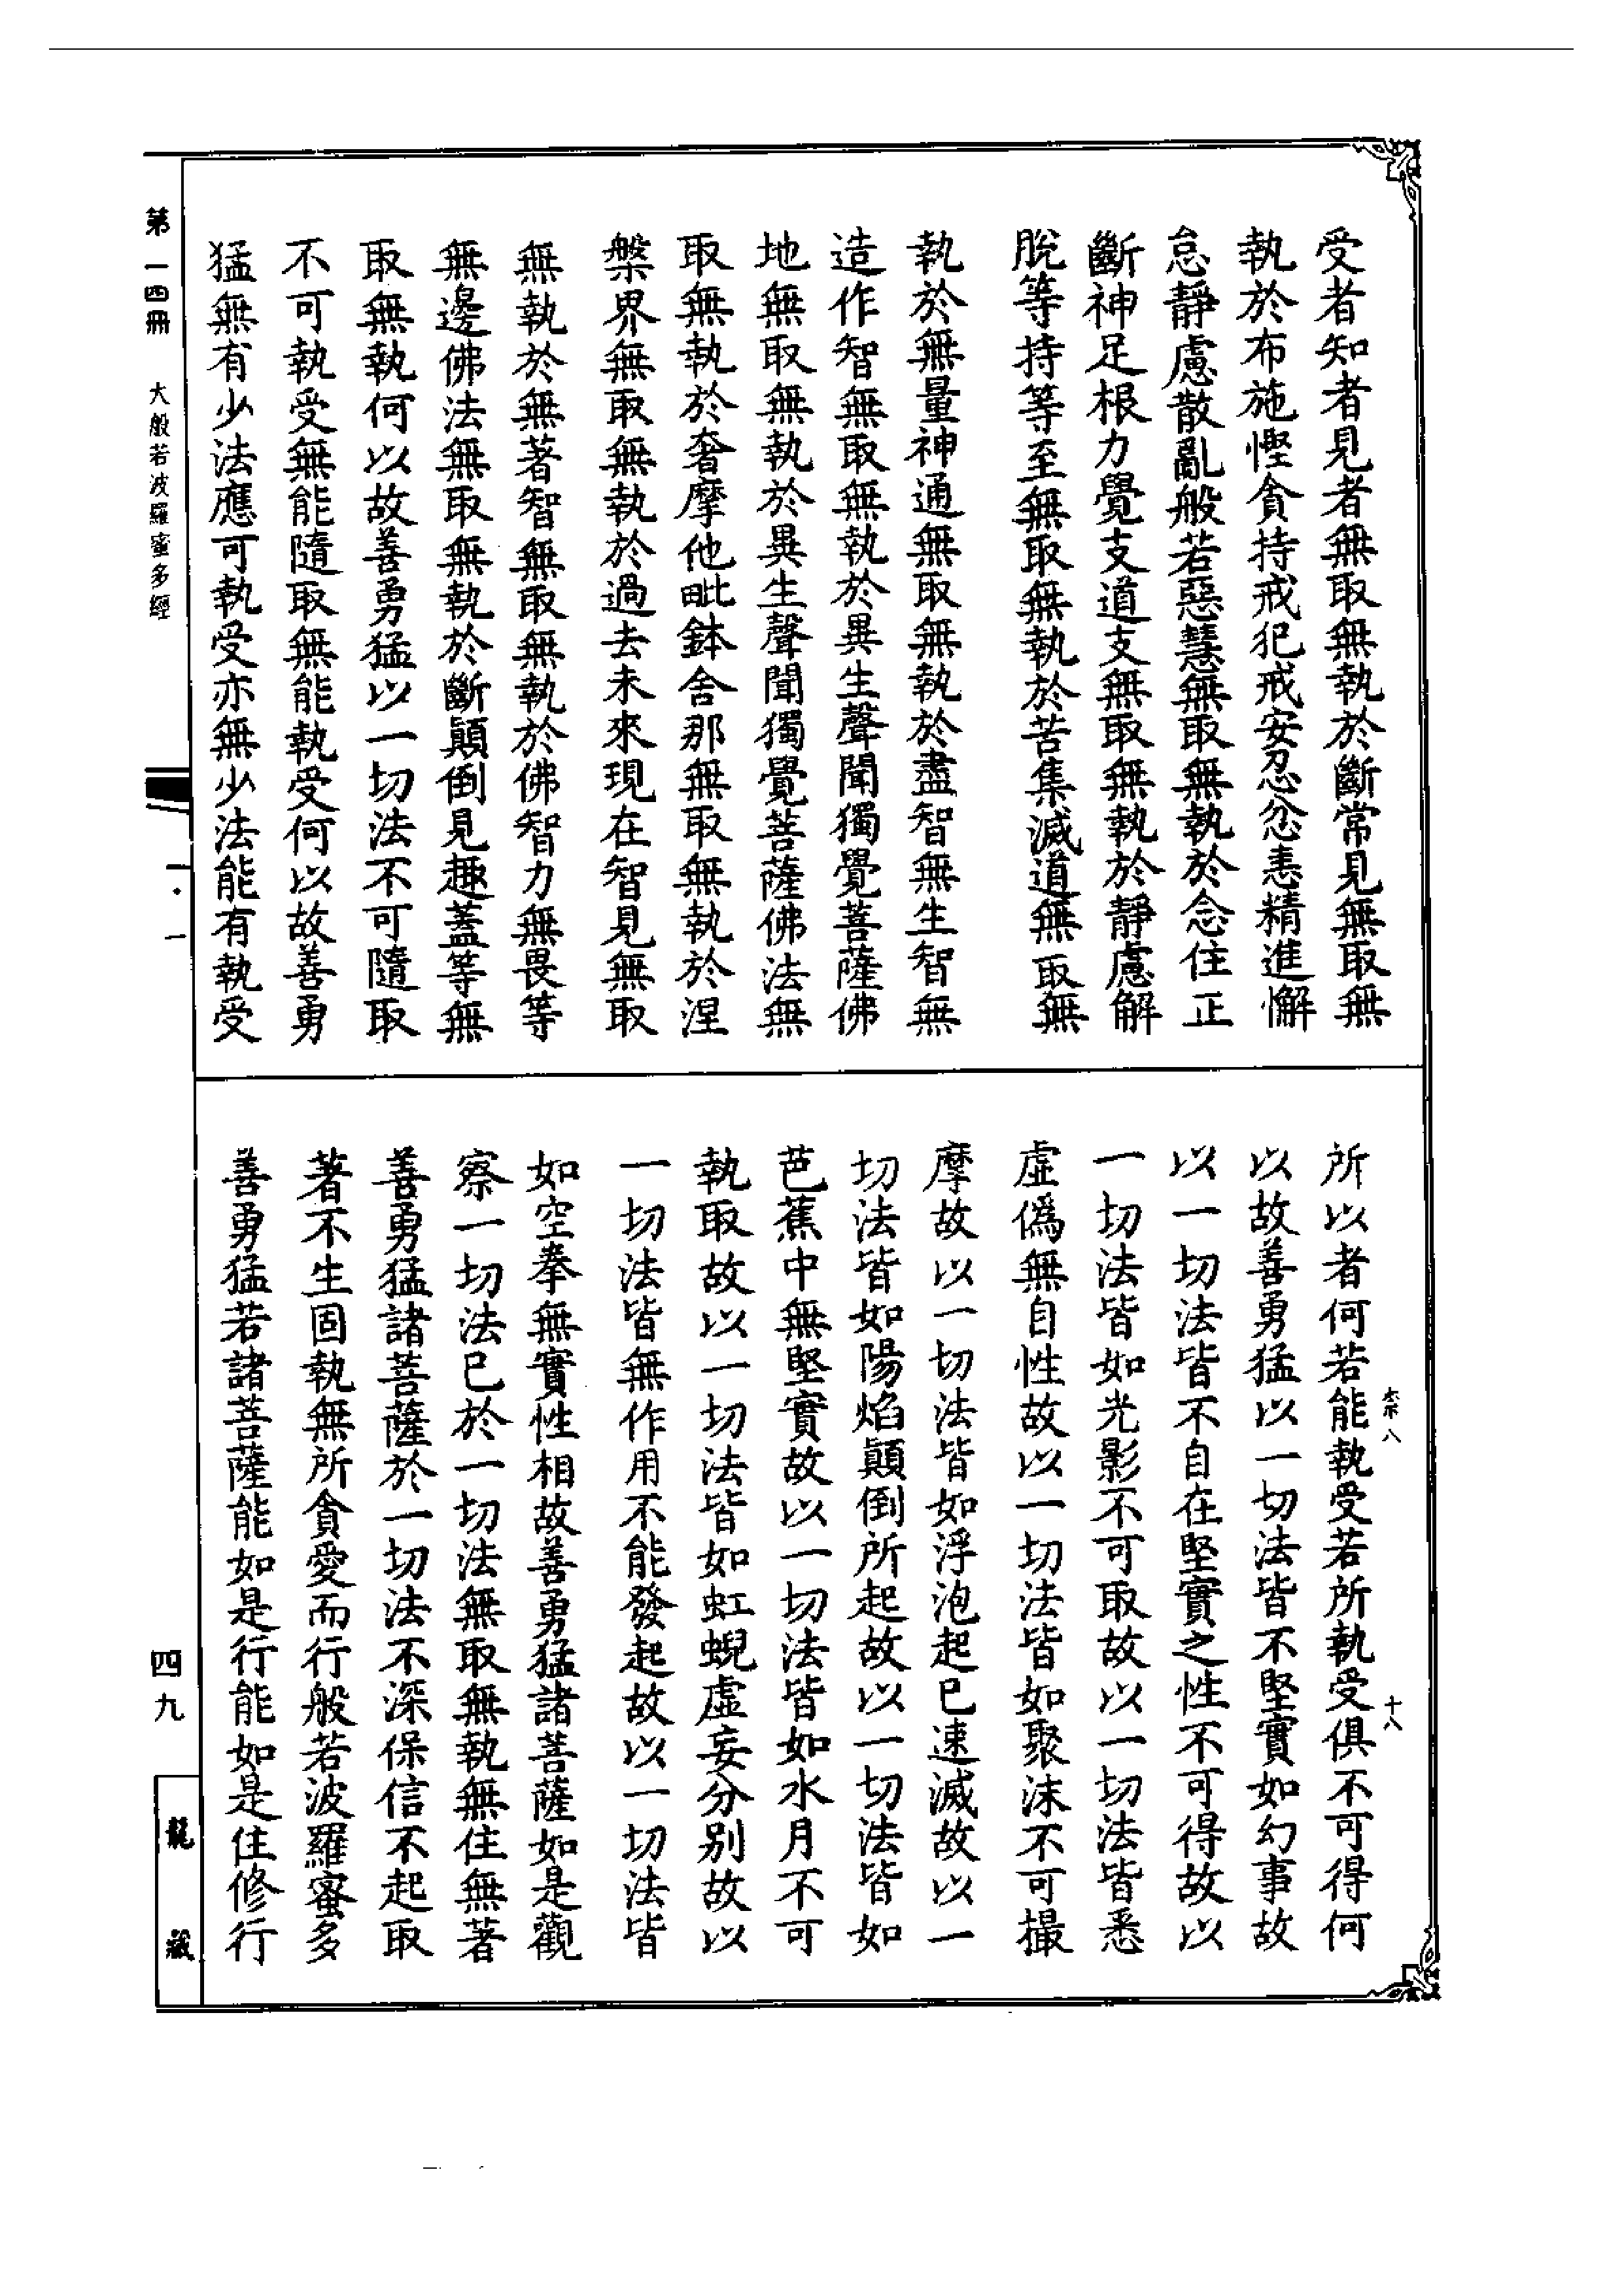 受者知者見者無取無執於斷常見無取無
執於布施慳貪持戒犯戒安忍忿恚精進懈
怠靜慮散亂般若惡慧無取無執於念住正
斷神足根力覺支道支無取無執於靜慮解
脫等持等至無取無執於苦集滅道無取無
執於無量神通無取無執於盡智無生智無
造作智無取無執於異生聲聞獨覺菩薩佛
地無取無執於異生聲聞獨覺菩薩佛法無
取無執於奢摩他毗鉢舍那無取無執於涅
槃界無取無執於過去未來現在智見無取
無執於無著智無取無執於佛智力無畏等
無邊佛法無取無執於斷顛倒見趣蓋等無
取無執何以故善勇猛以一切法不可隨取
不可執受無能隨取無能執受何以故善勇
猛無有少法應可執受亦無少法能有執受
所以者何若能執受若所執受俱不可得何
以故善勇猛以一切法皆不堅實如幻事故
以一切法皆不自在堅實之性不可得故以
一切法皆如光影不可取故以一切法皆悉
虛偽無自性故以一切法皆如聚沫不可撮
摩故以一切法皆如浮泡起已速滅故以一
切法皆如陽焰顛倒所起故以一切法皆如
芭蕉中無堅實故以一切法皆如水月不可
執取故以一切法皆如虹蜺虛妄分別故以
一切法皆無作用不能發起故以一切法皆
如空拳無實性相故善勇猛諸菩薩如是觀
察一切法已於一切法無取無執無住無著
善勇猛諸菩薩於一切法不深保信不起取
著不生固執無所貪愛而行般若波羅蜜多
善勇猛若諸菩薩能如是行能如是住修行
第一四冊 大般若波羅蜜多經
四九
龍藏
柰八 十八